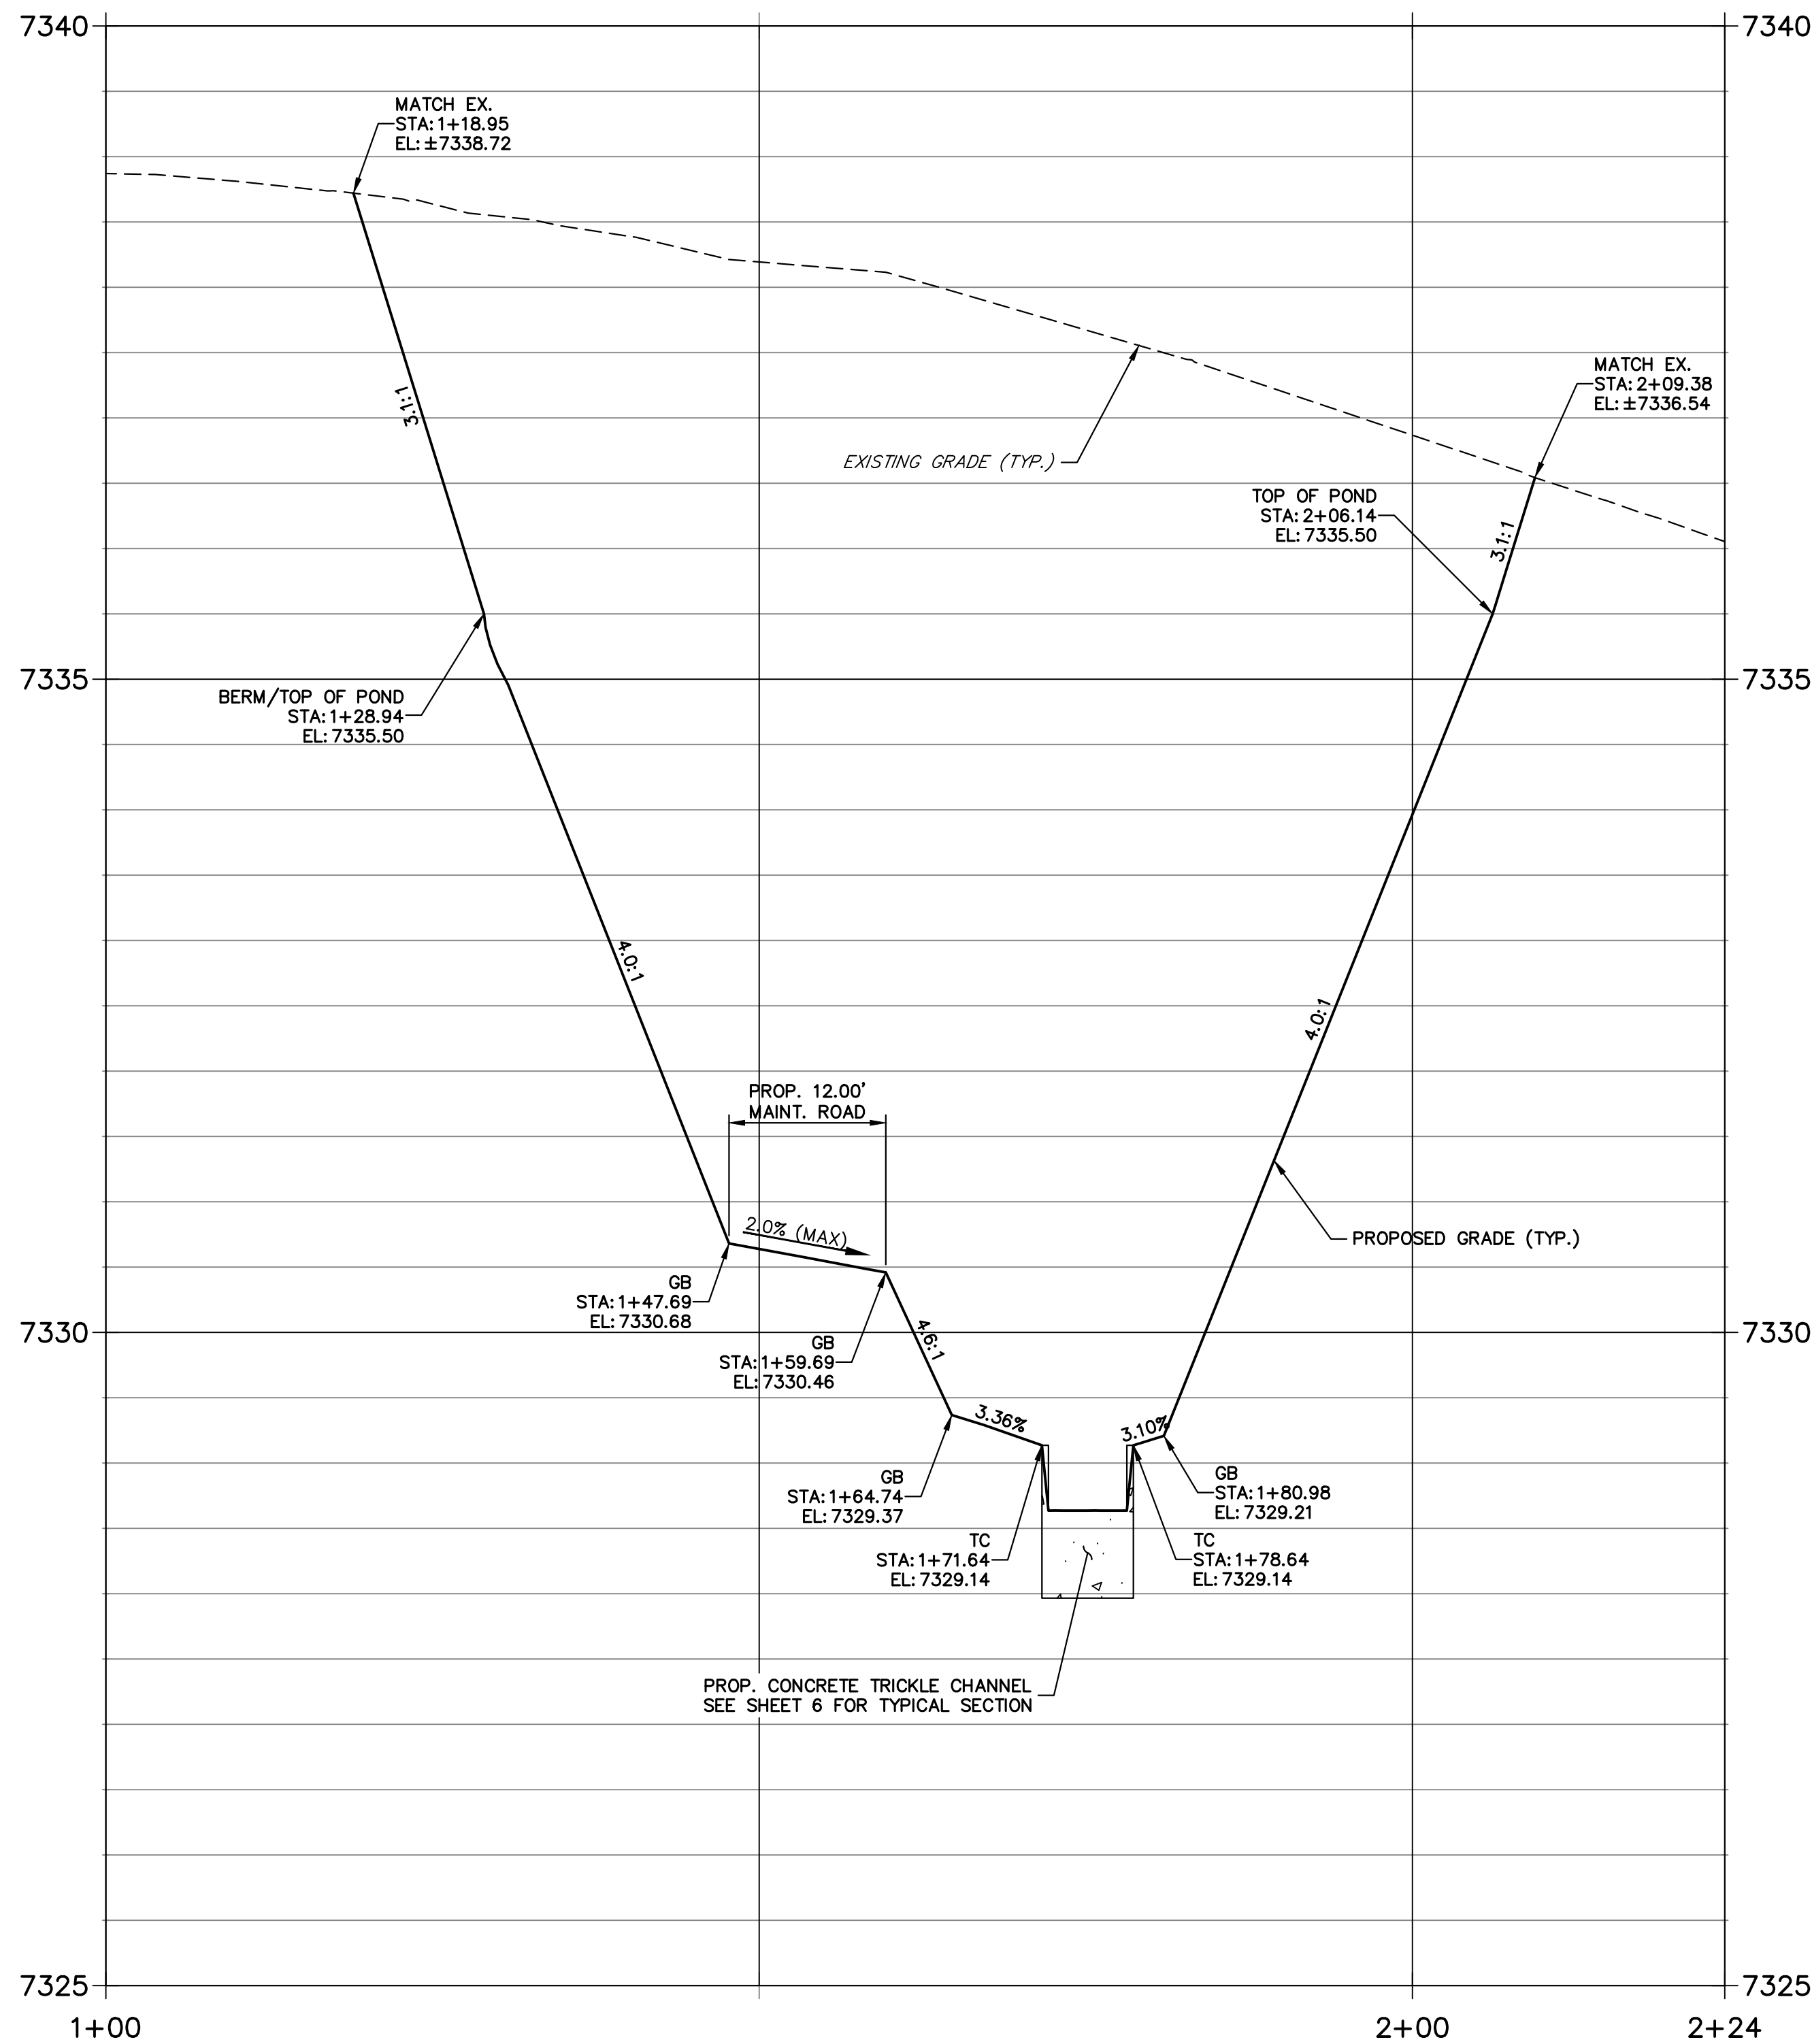 7340
7340
MATCH EX.
STA: 1+18.95
EL: ±7338.72
3.1:1
MATCH EX.
STA: 2+09.38
EL: ±7336.54
EXISTING GRADE (TYP.)
TOP OF POND
STA: 2+06.14
EL: 7335.50
3.1:1
7335
7335
BERM/TOP OF POND
STA: 1+28.94
EL: 7335.50
4.0:1
4.0:1
PROP. 12.00'
MAINT. ROAD
2.0% (MAX)
PROPOSED GRADE (TYP.)
GB
STA: 1+47.69
EL: 7330.68
7330
7330
GB
STA: 1+59.69
EL: 7330.46
4.6:1
3.36%
3.10%
GB
STA: 1+64.74
EL: 7329.37
GB
STA: 1+80.98
EL: 7329.21
TC
STA: 1+71.64
EL: 7329.14
TC
STA: 1+78.64
EL: 7329.14
PROP. CONCRETE TRICKLE CHANNEL
SEE SHEET 6 FOR TYPICAL SECTION
7325
7325
1+00
2+00
2+24